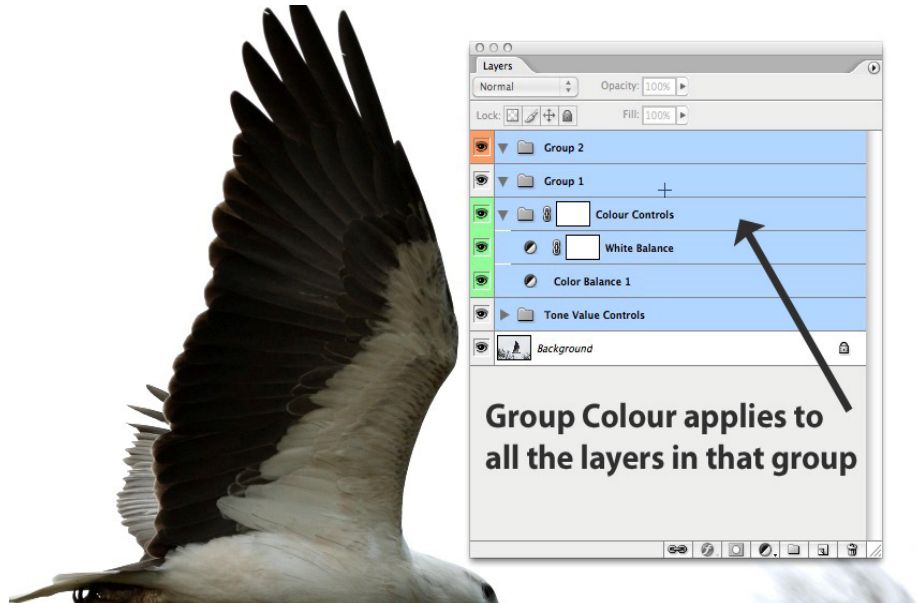 Layers
Normal Opacity: 100%
Lock: Fill: 100%
Group 2
Group 1
Colour Controls
White Balance
Color Balance 1
Tone Value Controls
Background
Group Colour applies to
all the layers in that group